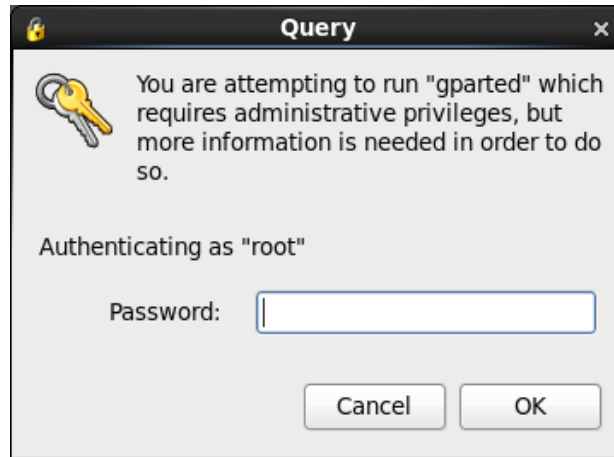 Query
You are attempting to run "gparted" which
requires administrative privileges, but
more information is needed in order to do
so.
Authenticating as "root"
Password:
Cancel OK